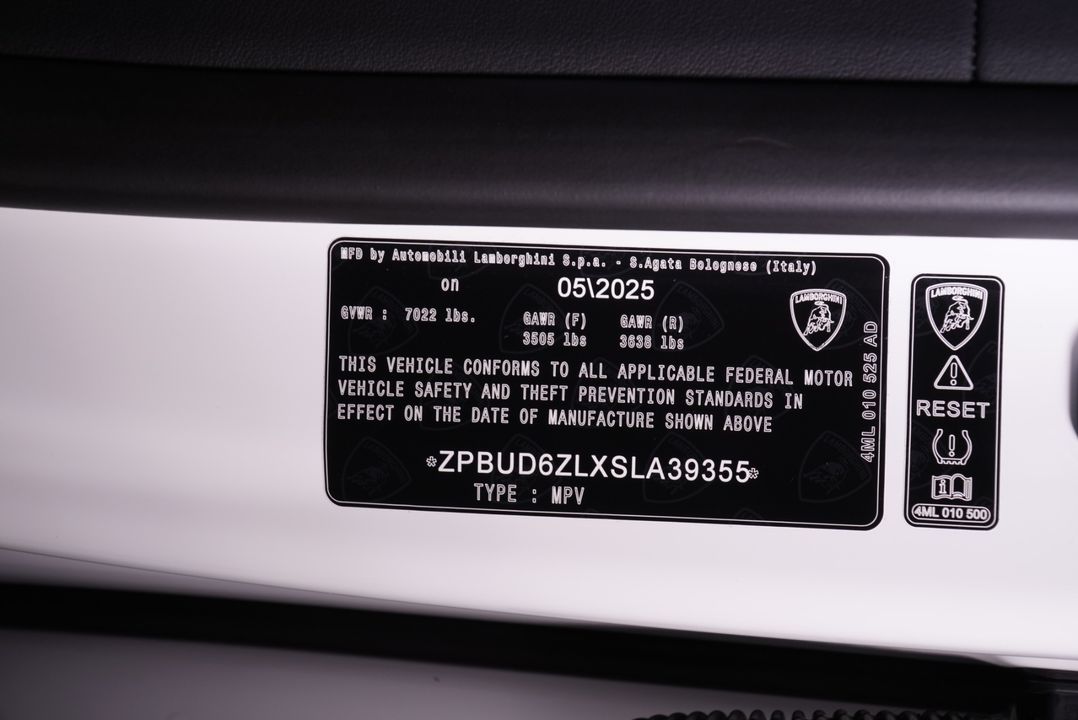 MFD by Automobili Lamborghini S.p.a. - S.Agata Bolognese (Italy)
on 05\2025
GVWR : 7022 lbs. GAWR (F) GAWR (R)
3505 lbs 3638 lbs
LAMBORGHINI
THIS VEHICLE CONFORMS TO ALL APPLICABLE FEDERAL MOTOR
VEHICLE SAFETY AND THEFT PREVENTION STANDARDS IN
EFFECT ON THE DATE OF MANUFACTURE SHOWN ABOVE
*ZPBUD6ZLXSLA39355*
TYPE : MPV
4ML 010 525 AD
LAMBORGHINI
RESET
4ML 010 500